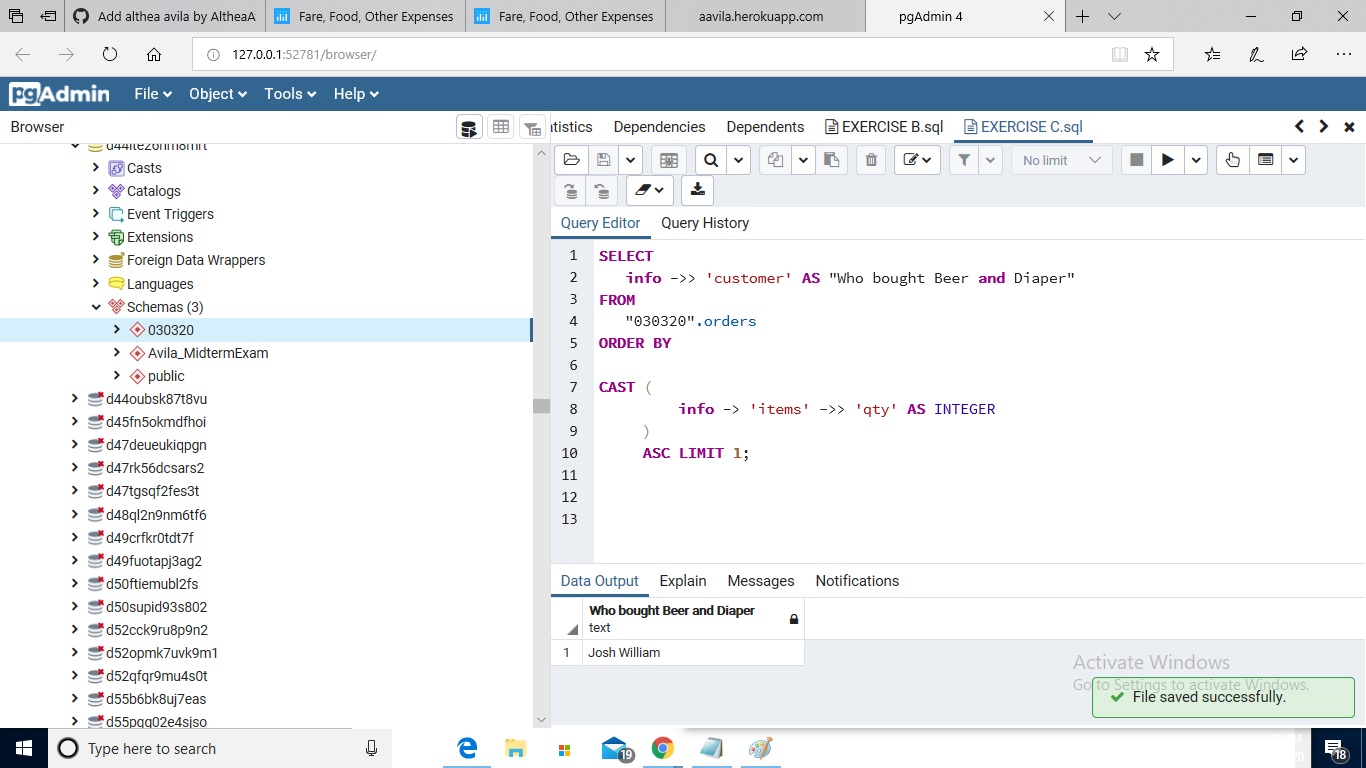 Add althea avila by AltheaA
Fare, Food, Other Expenses
Fare, Food, Other Expenses
aavila.herokuapp.com
pgAdmin 4
127.0.0.1:52781/browser/
pgAdmin File Object Tools Help
Browser
tistics Dependencies Dependents EXERCISE B.sql EXERCISE C.sql
Casts
Catalogs
Event Triggers
Extensions
Foreign Data Wrappers
Languages
Schemas (3)
030320
Avila_MidtermExam
public
d44oubsk87t8vu
d45fn5okmdfhoi
d47deueukiqpgn
d47rk56dcsars2
d47tgsqf2fes3t
d48ql2n9nm6tf6
d49crfkr0tdt7f
d49fuotapj3ag2
d50ftiemubl2fs
d50supid93s802
d52cck9ru8p9n2
d52opmk7uvk9m1
d52qfqr9mu4s0t
d55b6bk8uj7eas
d55pgq02e4sjso
No limit
Query Editor Query History
1 SELECT
2 info ->> 'customer' AS "Who bought Beer and Diaper"
3 FROM
4 "030320".orders
5 ORDER BY
6
7 CAST (
8 info -> 'items' ->> 'qty' AS INTEGER
9 )
10 ASC LIMIT 1;
11
12
13
Data Output Explain Messages Notifications
Who bought Beer and Diaper
text
1 Josh William
Activate Windows
Go to Settings to activate Windows.
File saved successfully.
Type here to search
19
18